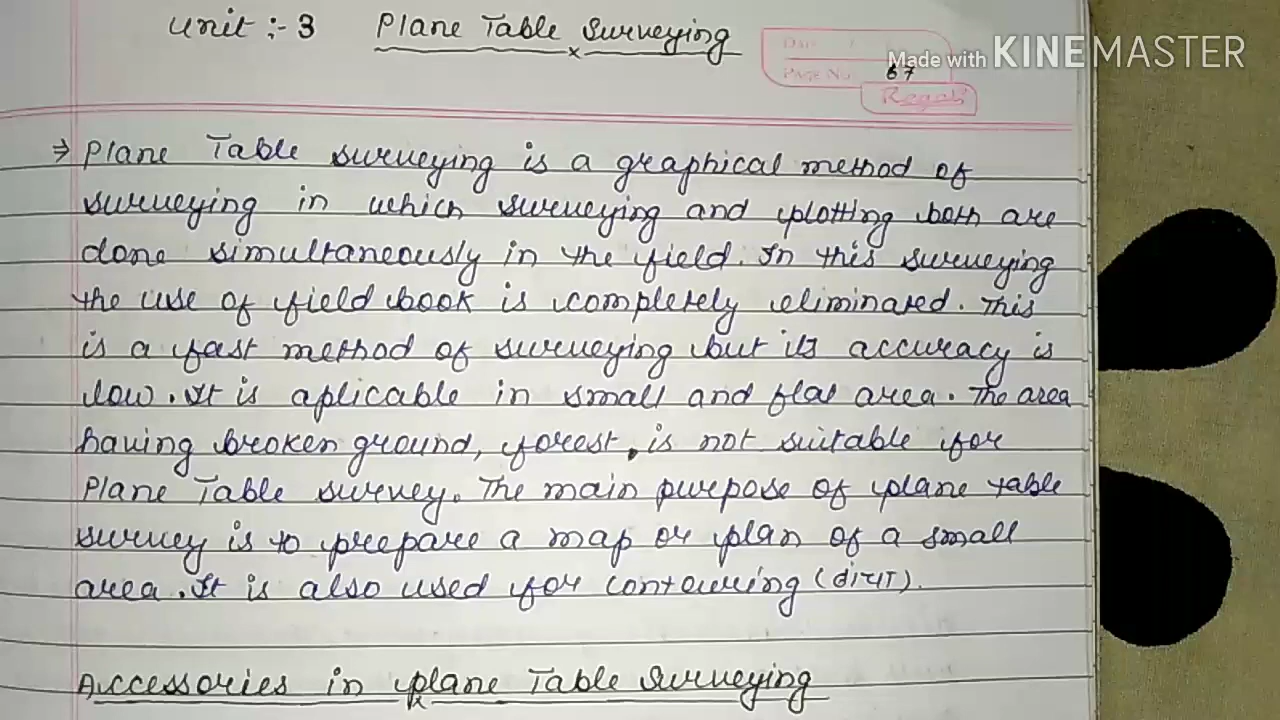 Unit :- 3 Plane Table Surveying
Made with KINEMASTER
Page No 67
Regal
⇒ Plane Table surveying is a graphical method of
surveying in which surveying and plotting both are
done simultaneously in the field. In this surveying
the use of field book is completely eliminated. This
is a fast method of surveying but its accuracy is
low. It is aplicable in small and flat area. The area
having broken ground, forest, is not suitable for
Plane Table survey. The main purpose of plane table
survey is to prepare a map or plan of a small
area. It is also used for contouring
Accessories in plane Table Surveying